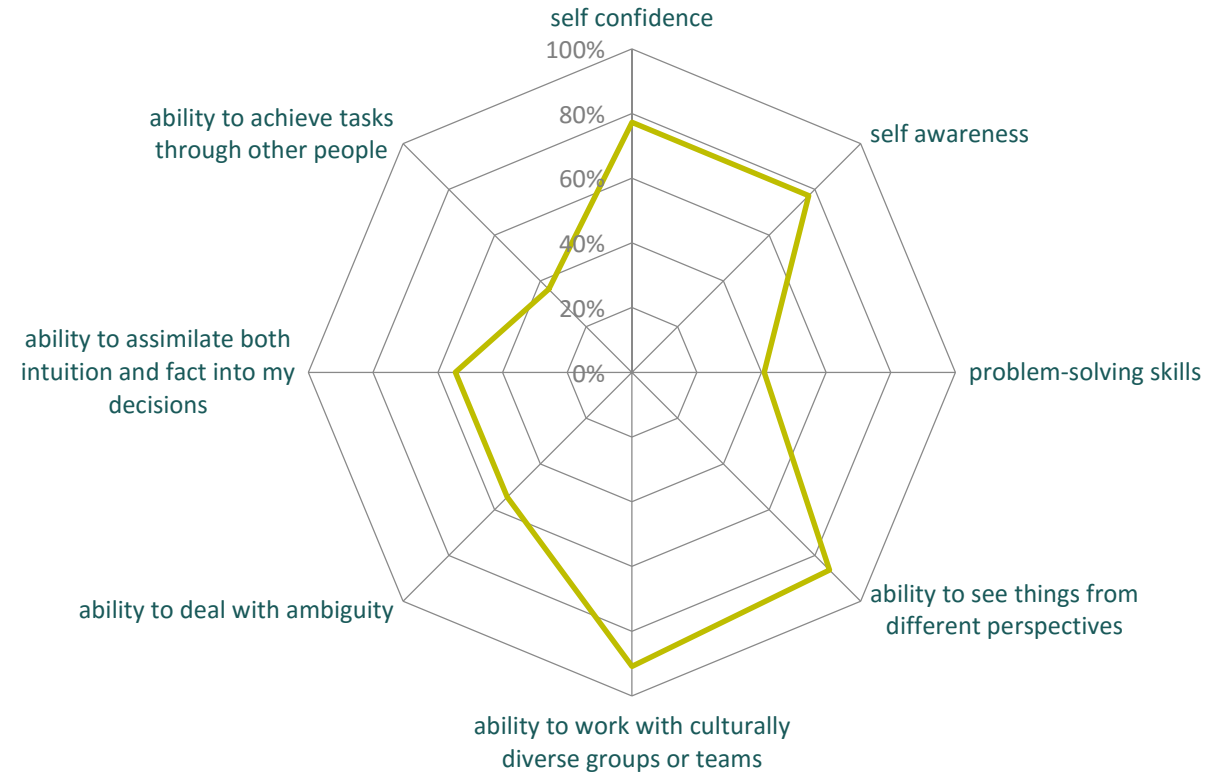 self confidence
100%
80%
60%
40%
20%
0%
self awareness
problem-solving skills
ability to see things from
different perspectives
ability to work with culturally
diverse groups or teams
ability to deal with ambiguity
ability to assimilate both
intuition and fact into my
decisions
ability to achieve tasks
through other people